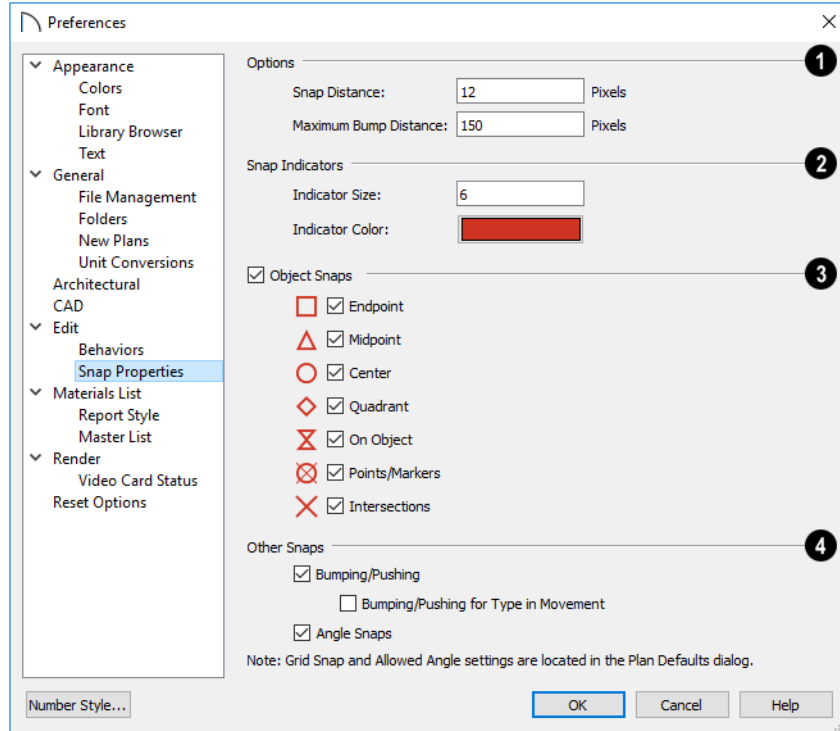 Preferences
Appearance
Colors
Font
Library Browser
Text
General
File Management
Folders
New Plans
Unit Conversions
Architectural
CAD
Edit
Behaviors
Snap Properties
Materials List
Report Style
Master List
Render
Video Card Status
Reset Options
Options 1
Snap Distance: 12 Pixels
Maximum Bump Distance: 150 Pixels
Snap Indicators 2
Indicator Size: 6
Indicator Color:
Object Snaps 3
Endpoint
Midpoint
Center
Quadrant
On Object
Points/Markers
Intersections
Other Snaps 4
Bumping/Pushing
Bumping/Pushing for Type in Movement
Angle Snaps
Note: Grid Snap and Allowed Angle settings are located in the Plan Defaults dialog.
Number Style... OK Cancel Help